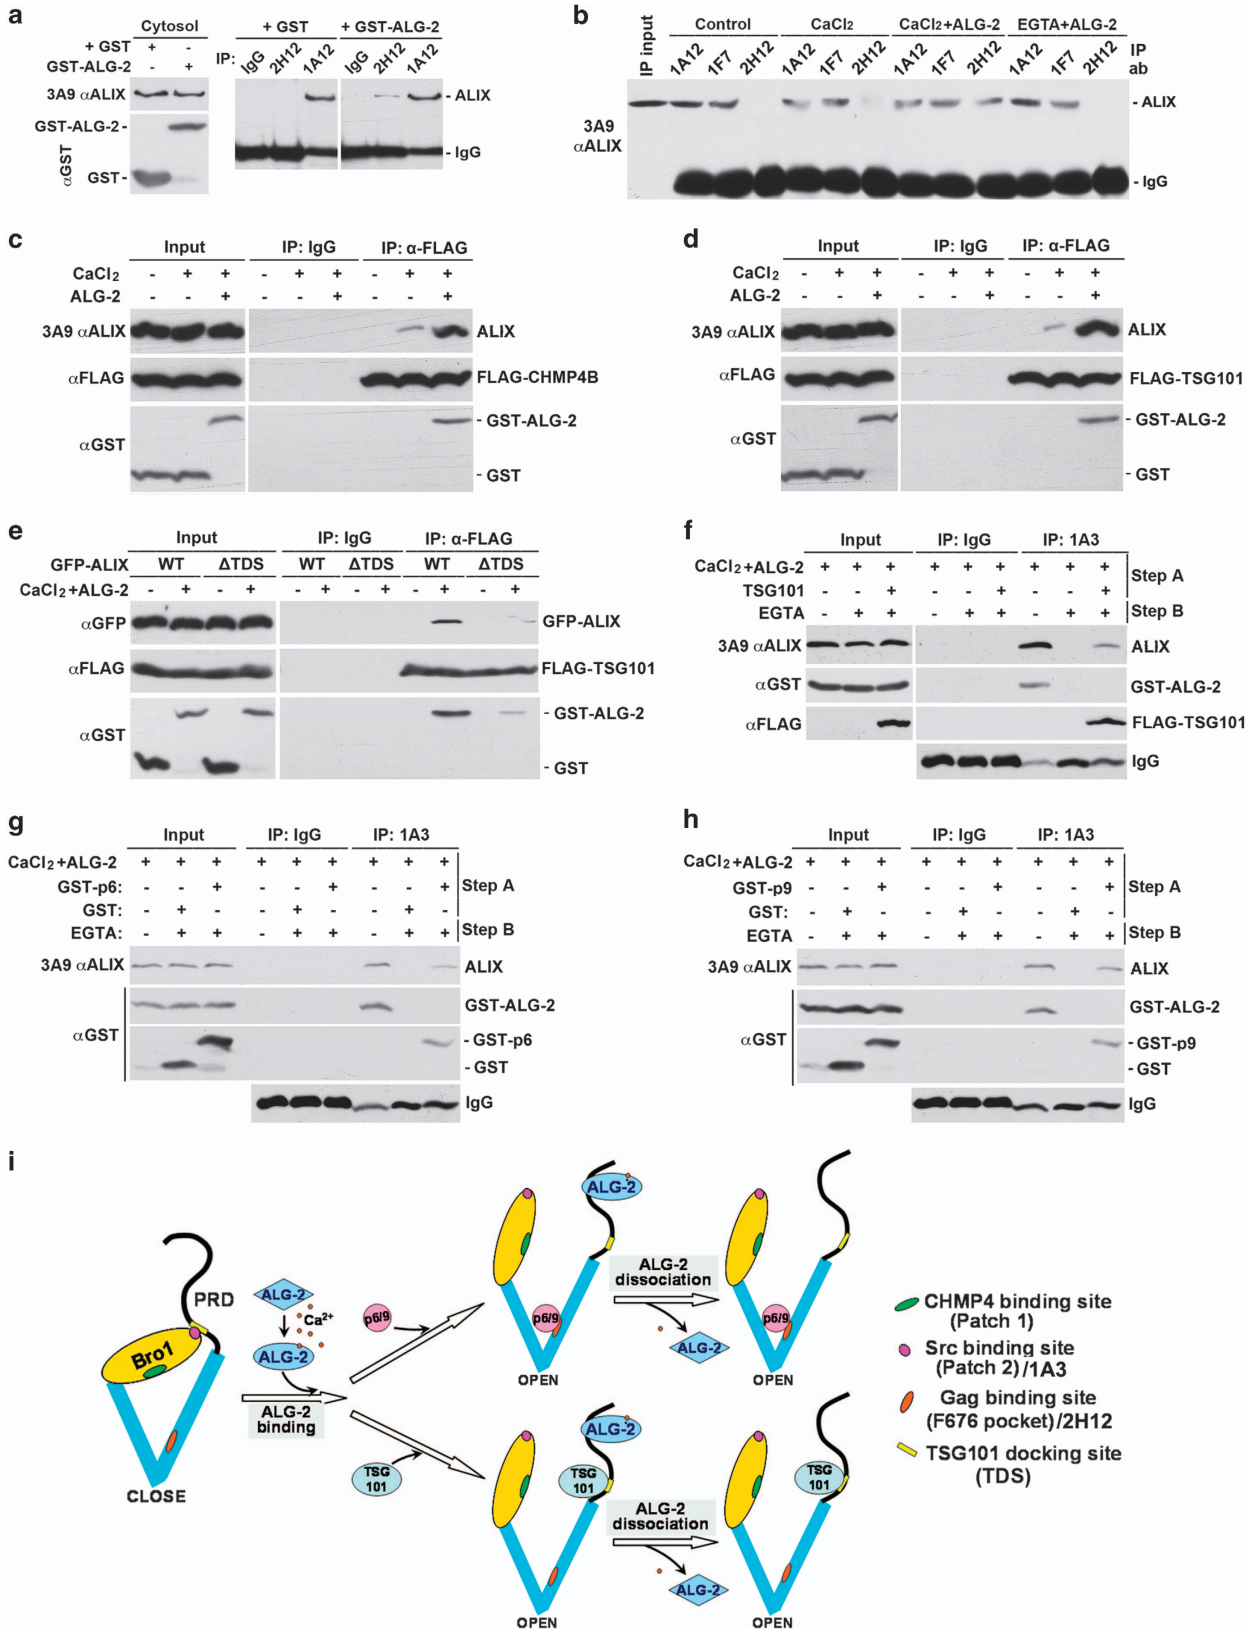 a
Cytosol
+ GST + -
GST-ALG-2 - +
3A9 αALIX
GST-ALG-2 -
αGST
GST -
+ GST + GST-ALG-2
IP: IgG 2H12 1A12 IgG 2H12 1A12
- ALIX
- IgG
b
Control CaCl2 CaCl2+ALG-2 EGTA+ALG-2
IP input 1A12 1F7 2H12 1A12 1F7 2H12 1A12 1F7 2H12 1A12 1F7 2H12 IP ab
3A9 αALIX
- ALIX
- IgG
c
Input IP: IgG IP: α-FLAG
CaCl2 - + + - + + - + +
ALG-2 - - + - - + - - +
3A9 αALIX ALIX
αFLAG FLAG-CHMP4B
αGST - GST-ALG-2
- GST
d
Input IP: IgG IP: α-FLAG
CaCl2 - + + - + + - + +
ALG-2 - - + - - + - - +
3A9 αALIX ALIX
αFLAG FLAG-TSG101
αGST - GST-ALG-2
- GST
e
Input IP: IgG IP: α-FLAG
GFP-ALIX WT ΔTDS WT ΔTDS WT ΔTDS
CaCl2+ALG-2 - + - + - + - + - + - +
αGFP GFP-ALIX
αFLAG FLAG-TSG101
αGST - GST-ALG-2
- GST
f
Input IP: IgG IP: 1A3
CaCl2+ALG-2 + + + + + + + + + Step A
TSG101 - - + - - + - - +
EGTA - + + - + + - + + Step B
3A9 αALIX ALIX
αGST GST-ALG-2
αFLAG FLAG-TSG101
IgG
g
Input IP: IgG IP: 1A3
CaCl2+ALG-2 + + + + + + + + +
GST-p6: - - + - - + - - + Step A
GST: - + - - + - - + -
EGTA: - + + - + + - + + Step B
3A9 αALIX ALIX
αGST GST-ALG-2
- GST-p6
- GST
IgG
h
Input IP: IgG IP: 1A3
CaCl2+ALG-2 + + + + + + + + +
GST-p9 - - + - - + - - + Step A
GST: - + - - + - - + -
EGTA - + + - + + - + + Step B
3A9 αALIX ALIX
αGST GST-ALG-2
- GST-p9
- GST
IgG
i
PRD
Bro1
CLOSE
ALG-2
Ca2+
ALG-2
ALG-2 binding
p6/9
TSG 101
ALG-2
p6/9
OPEN
ALG-2 dissociation
ALG-2
p6/9
OPEN
ALG-2
TSG 101
OPEN
ALG-2 dissociation
ALG-2
TSG 101
OPEN
CHMP4 binding site
(Patch 1)
Src binding site
(Patch 2)/1A3
Gag binding site
(F676 pocket)/2H12
TSG101 docking site
(TDS)